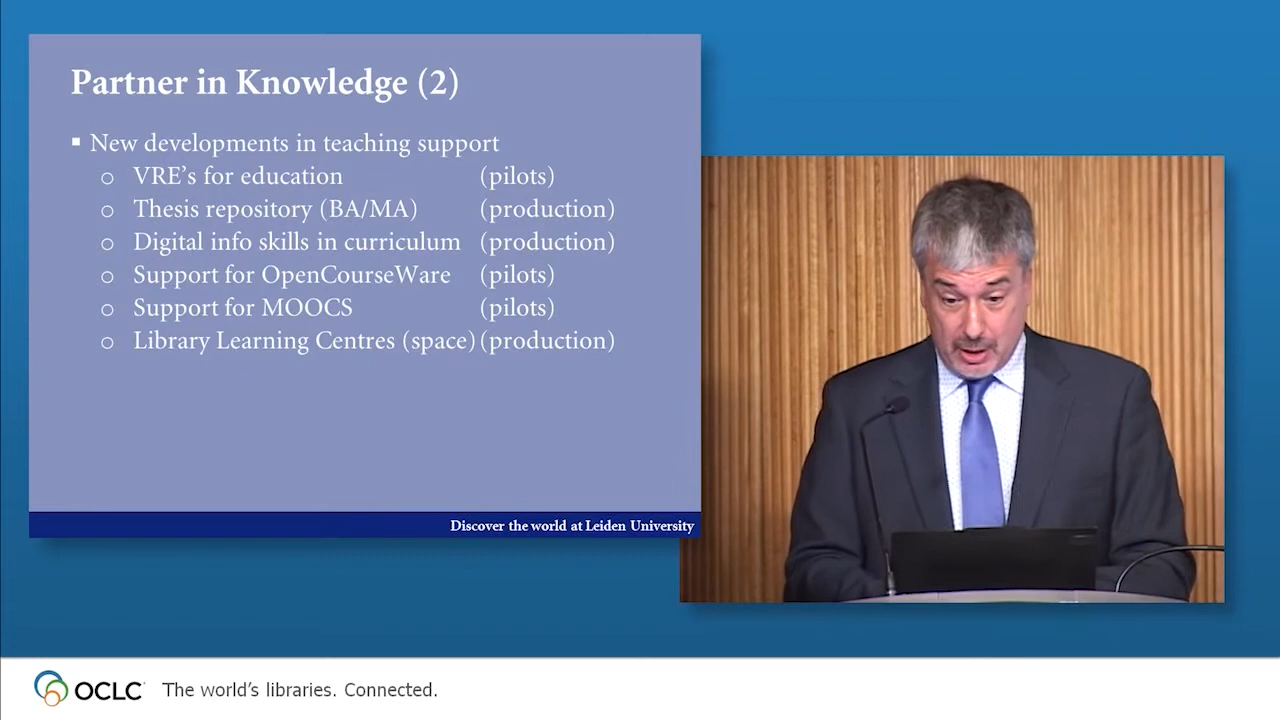 Partner in Knowledge (2)
▪ New developments in teaching support
o VRE's for education (pilots)
o Thesis repository (BA/MA) (production)
o Digital info skills in curriculum (production)
o Support for OpenCourseWare (pilots)
o Support for MOOCS (pilots)
o Library Learning Centres (space) (production)
Discover the world at Leiden University
OCLC The world's libraries. Connected.